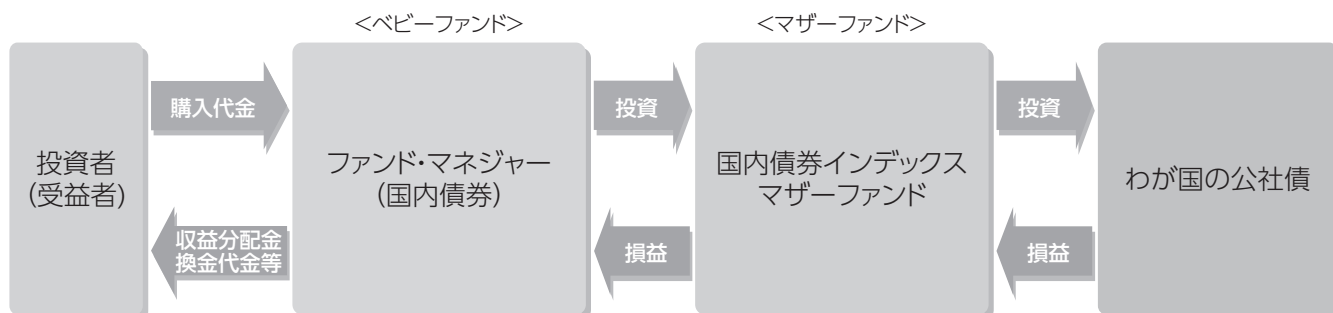 <ベビーファンド>
<マザーファンド>
投資者
(受益者)
購入代金
収益分配金
換金代金等
ファンド・マネジャー
(国内債券)
投資
損益
国内債券インデックス
マザーファンド
投資
損益
わが国の公社債